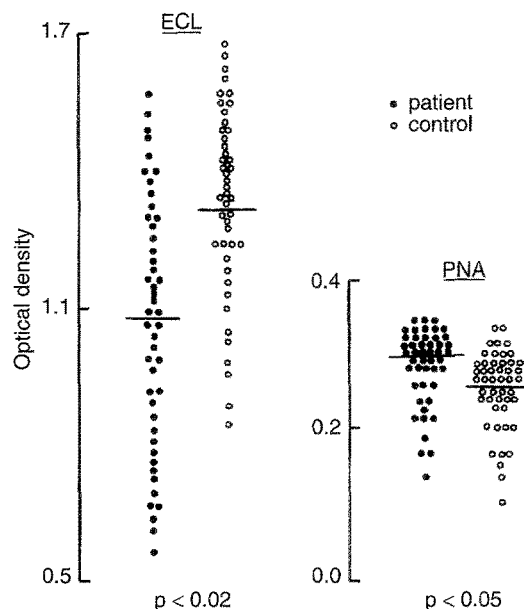 ECL
1.7
patient
control
Optical density
PNA
0.4
1.1
0.2
0.5
0.0
p < 0.02
p < 0.05